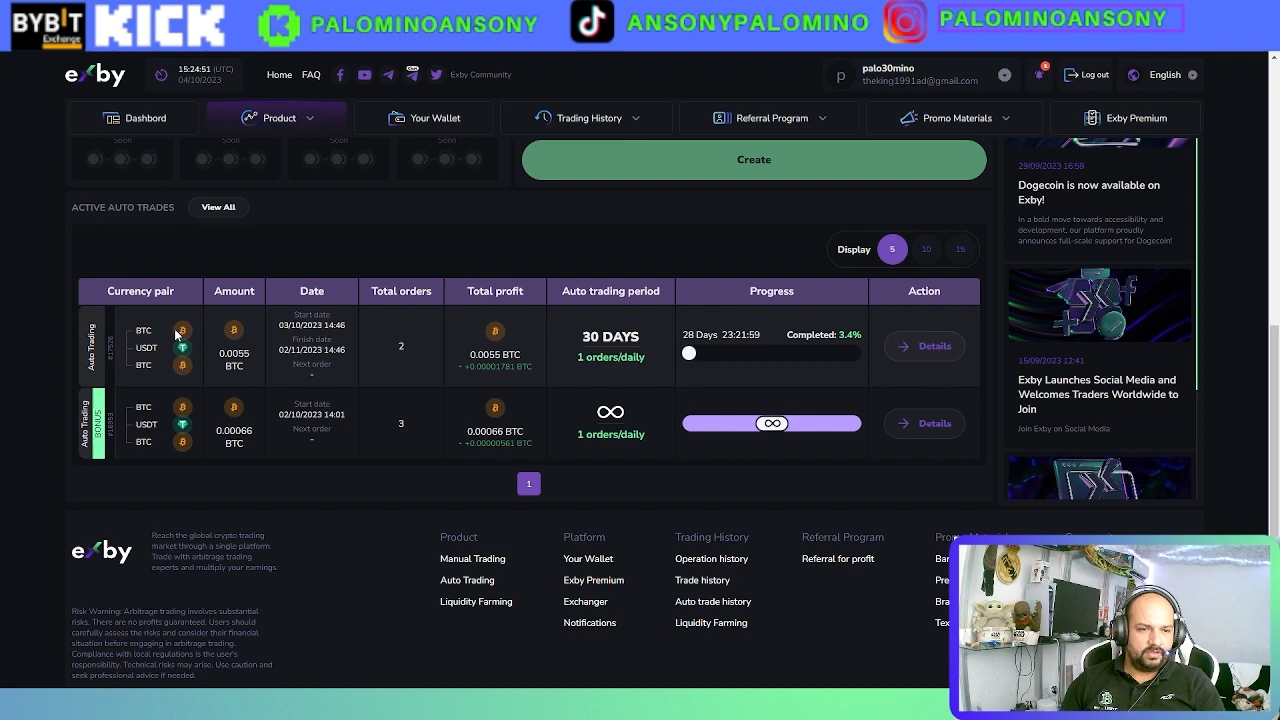 BYBIT
Exchange
KICK
PALOMINOANSONY
ANSONYPALOMINO
PALOMINOANSONY
exby
15:24:51 (UTC)
04/10/2023
Home
FAQ
Exby Community
p
palo30mino
theking1991ad@gmail.com
Log out
English
Dashbord
Product
Your Wallet
Trading History
Referral Program
Promo Materials
Exby Premium
Soon
Soon
Soon
Soon
Create
ACTIVE AUTO TRADES
View All
Display
5
10
15
Currency pair
Amount
Date
Total orders
Total profit
Auto trading period
Progress
Action
Auto Trading
#17526
BTC
USDT
BTC
0.0055
BTC
Start date
03/10/2023 14:46
Finish date
02/11/2023 14:46
Next order
-
2
0.0055 BTC
- +0.00001781 BTC
30 DAYS
1 orders/daily
28 Days 23:21:59
Completed: 3.4%
Details
Auto Trading
BONUS
BTC
USDT
BTC
0.00066
BTC
Start date
02/10/2023 14:01
Next order
-
3
0.00066 BTC
- +0.00000561 BTC
∞
1 orders/daily
∞
Details
1
29/09/2023 16:59
Dogecoin is now available on
Exby!
In a bold move towards accessibility and
development, our platform proudly
announces full-scale support for Dogecoin!
15/09/2023 12:41
Exby Launches Social Media and
Welcomes Traders Worldwide to
Join
Join Exby on Social Media
exby
Reach the global crypto trading
market through a single platform.
Trade with arbitrage trading
experts and multiply your earnings.
Risk Warning: Arbitrage trading involves substantial
risks. There are no profits guaranteed. Users should
carefully assess the risks and consider their financial
situation before engaging in arbitrage trading.
Compliance with local regulations is the user's
responsibility. Technical risks may arise. Use caution and
seek professional advice if needed.
Product
Manual Trading
Auto Trading
Liquidity Farming
Platform
Your Wallet
Exby Premium
Exchanger
Notifications
Trading History
Operation history
Trade history
Auto trade history
Liquidity Farming
Referral Program
Referral for profit